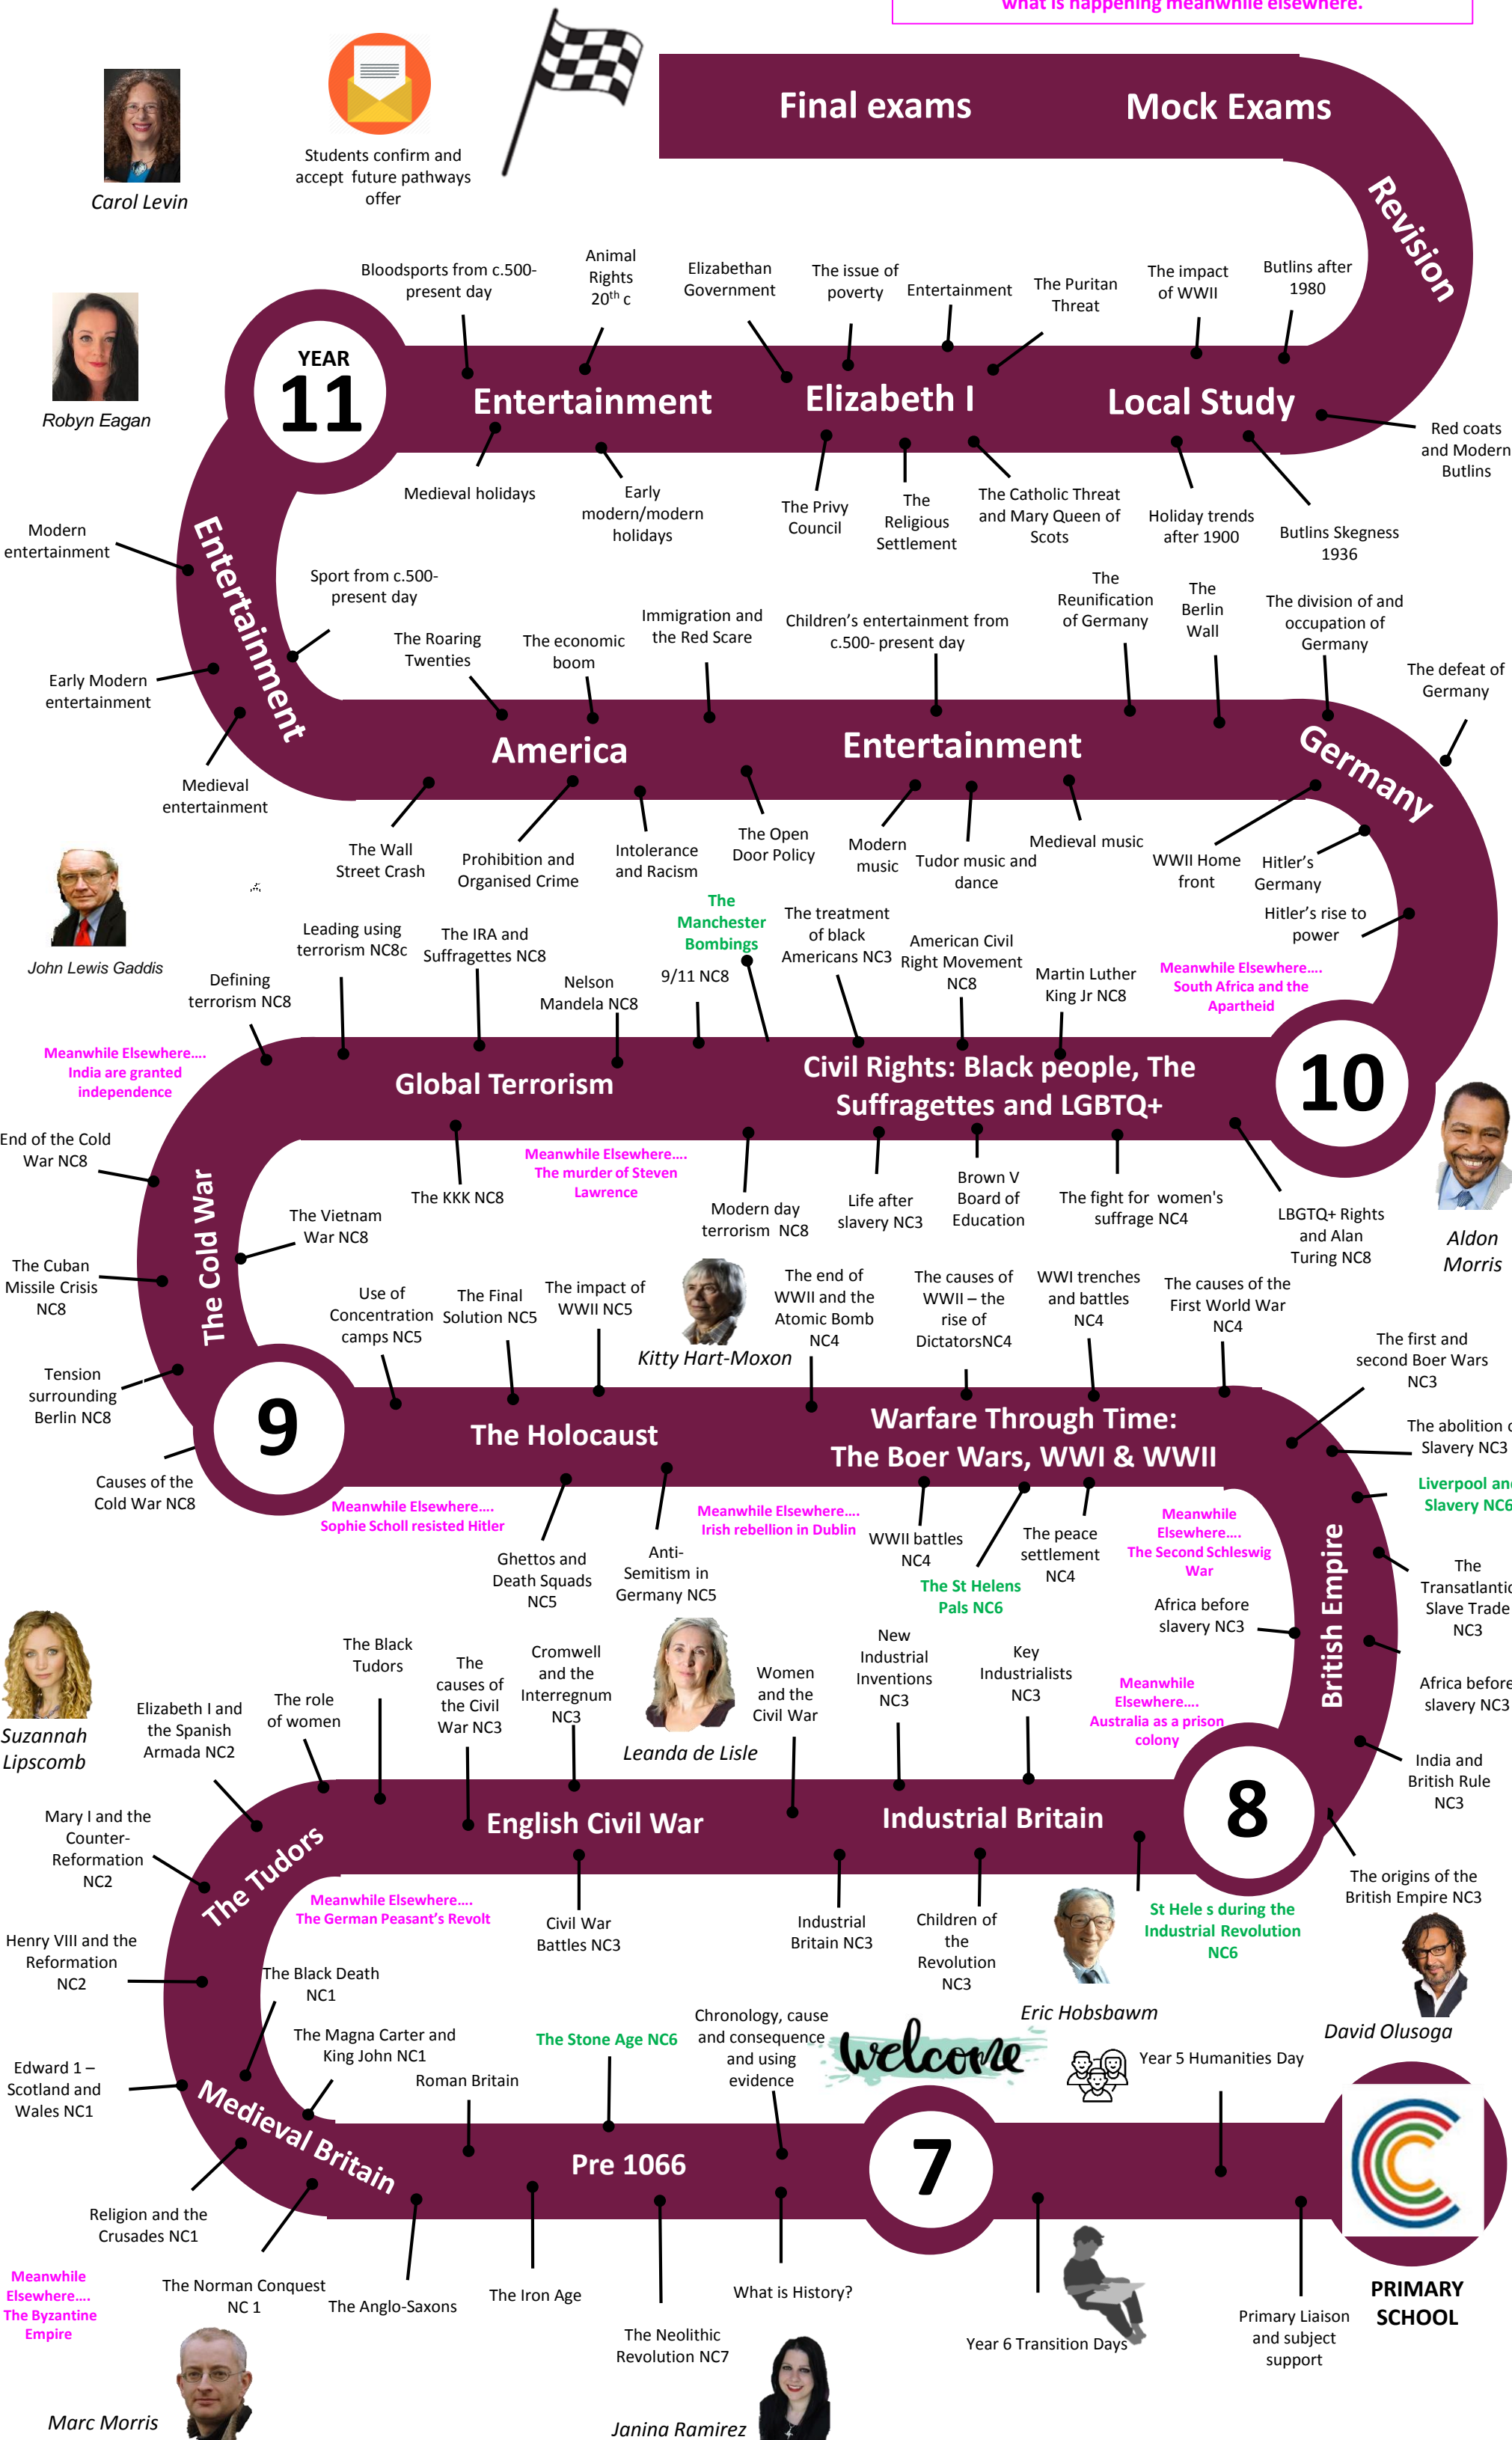 what is happening meanwhile elsewhere.
Final exams
Mock Exams
Revision
Carol Levin
Students confirm and
accept future pathways
offer
Robyn Eagan
Bloodsports from c.500-
present day
Animal
Rights
20th c
Elizabethan
Government
The issue of
poverty
Entertainment
The Puritan
Threat
The impact
of WWII
Butlins after
1980
YEAR
11
Entertainment
Elizabeth I
Local Study
Red coats
and Modern
Butlins
Medieval holidays
Early
modern/modern
holidays
The Privy
Council
The
Religious
Settlement
The Catholic Threat
and Mary Queen of
Scots
Holiday trends
after 1900
Butlins Skegness
1936
Modern
entertainment
Entertainment
Sport from c.500-
present day
Early Modern
entertainment
Medieval
entertainment
The Roaring
Twenties
The economic
boom
Immigration and
the Red Scare
Children's entertainment from
c.500- present day
The
Reunification
of Germany
The
Berlin
Wall
The division of and
occupation of
Germany
The defeat of
Germany
America
Entertainment
Germany
The Wall
Street Crash
Prohibition and
Organised Crime
Intolerance
and Racism
The Open
Door Policy
Modern
music
Tudor music and
dance
Medieval music
WWII Home
front
Hitler's
Germany
Hitler's rise to
power
John Lewis Gaddis
Defining
terrorism NC8
Leading using
terrorism NC8c
The IRA and
Suffragettes NC8
Nelson
Mandela NC8
9/11 NC8
The
Manchester
Bombings
The treatment
of black
Americans NC3
American Civil
Right Movement
NC8
Martin Luther
King Jr NC8
Meanwhile Elsewhere....
South Africa and the
Apartheid
Meanwhile Elsewhere....
India are granted
independence
Global Terrorism
Civil Rights: Black people, The
Suffragettes and LGBTQ+
10
Aldon
Morris
The KKK NC8
Meanwhile Elsewhere....
The murder of Steven
Lawrence
Modern day
terrorism NC8
Life after
slavery NC3
Brown V
Board of
Education
The fight for women's
suffrage NC4
LBGTQ+ Rights
and Alan
Turing NC8
End of the Cold
War NC8
The Cold War
The Vietnam
War NC8
The Cuban
Missile Crisis
NC8
Tension
surrounding
Berlin NC8
Causes of the
Cold War NC8
Use of
Concentration
camps NC5
The Final
Solution NC5
The impact of
WWII NC5
Kitty Hart-Moxon
The end of
WWII and the
Atomic Bomb
NC4
The causes of
WWII – the
rise of
DictatorsNC4
WWI trenches
and battles
NC4
The causes of the
First World War
NC4
The first and
second Boer Wars
NC3
9
The Holocaust
Warfare Through Time:
The Boer Wars, WWI & WWII
Meanwhile Elsewhere....
Sophie Scholl resisted Hitler
Ghettos and
Death Squads
NC5
Anti-
Semitism in
Germany NC5
Meanwhile Elsewhere....
Irish rebellion in Dublin
WWII battles
NC4
The St Helens
Pals NC6
The peace
settlement
NC4
Meanwhile
Elsewhere....
The Second Schleswig
War
The abolition
Slavery NC3
Liverpool
Slavery NC6
The
Transatlantic
Slave Trade
NC3
British Empire
Africa before
slavery NC3
Africa before
slavery NC3
India and
British Rule
NC3
The origins of the
British Empire NC3
David Olusoga
Suzannah
Lipscomb
Elizabeth I and
the Spanish
Armada NC2
The role
of women
The Black
Tudors
The
causes of
the Civil
War NC3
Cromwell
and the
Interregnum
NC3
Leanda de Lisle
Women
and the
Civil War
New
Industrial
Inventions
NC3
Key
Industrialists
NC3
Meanwhile
Elsewhere....
Australia as a prison
colony
8
The Tudors
English Civil War
Industrial Britain
Mary I and the
Counter-
Reformation
NC2
Meanwhile Elsewhere....
The German Peasant's Revolt
Civil War
Battles NC3
Industrial
Britain NC3
Children of
the
Revolution
NC3
Eric Hobsbawm
St Hele s during the
Industrial Revolution
NC6
Henry VIII and the
Reformation
NC2
The Black Death
NC1
The Magna Carter and
King John NC1
Edward 1 –
Scotland and
Wales NC1
Medieval Britain
Religion and the
Crusades NC1
The Norman Conquest
NC 1
Meanwhile
Elsewhere....
The Byzantine
Empire
Marc Morris
Roman Britain
The Stone Age NC6
Chronology, cause
and consequence
and using
evidence
welcome
Year 5 Humanities Day
Pre 1066
7
The Anglo-Saxons
The Iron Age
The Neolithic
Revolution NC7
What is History?
Janina Ramirez
Year 6 Transition Days
Primary Liaison
and subject
support
PRIMARY
SCHOOL